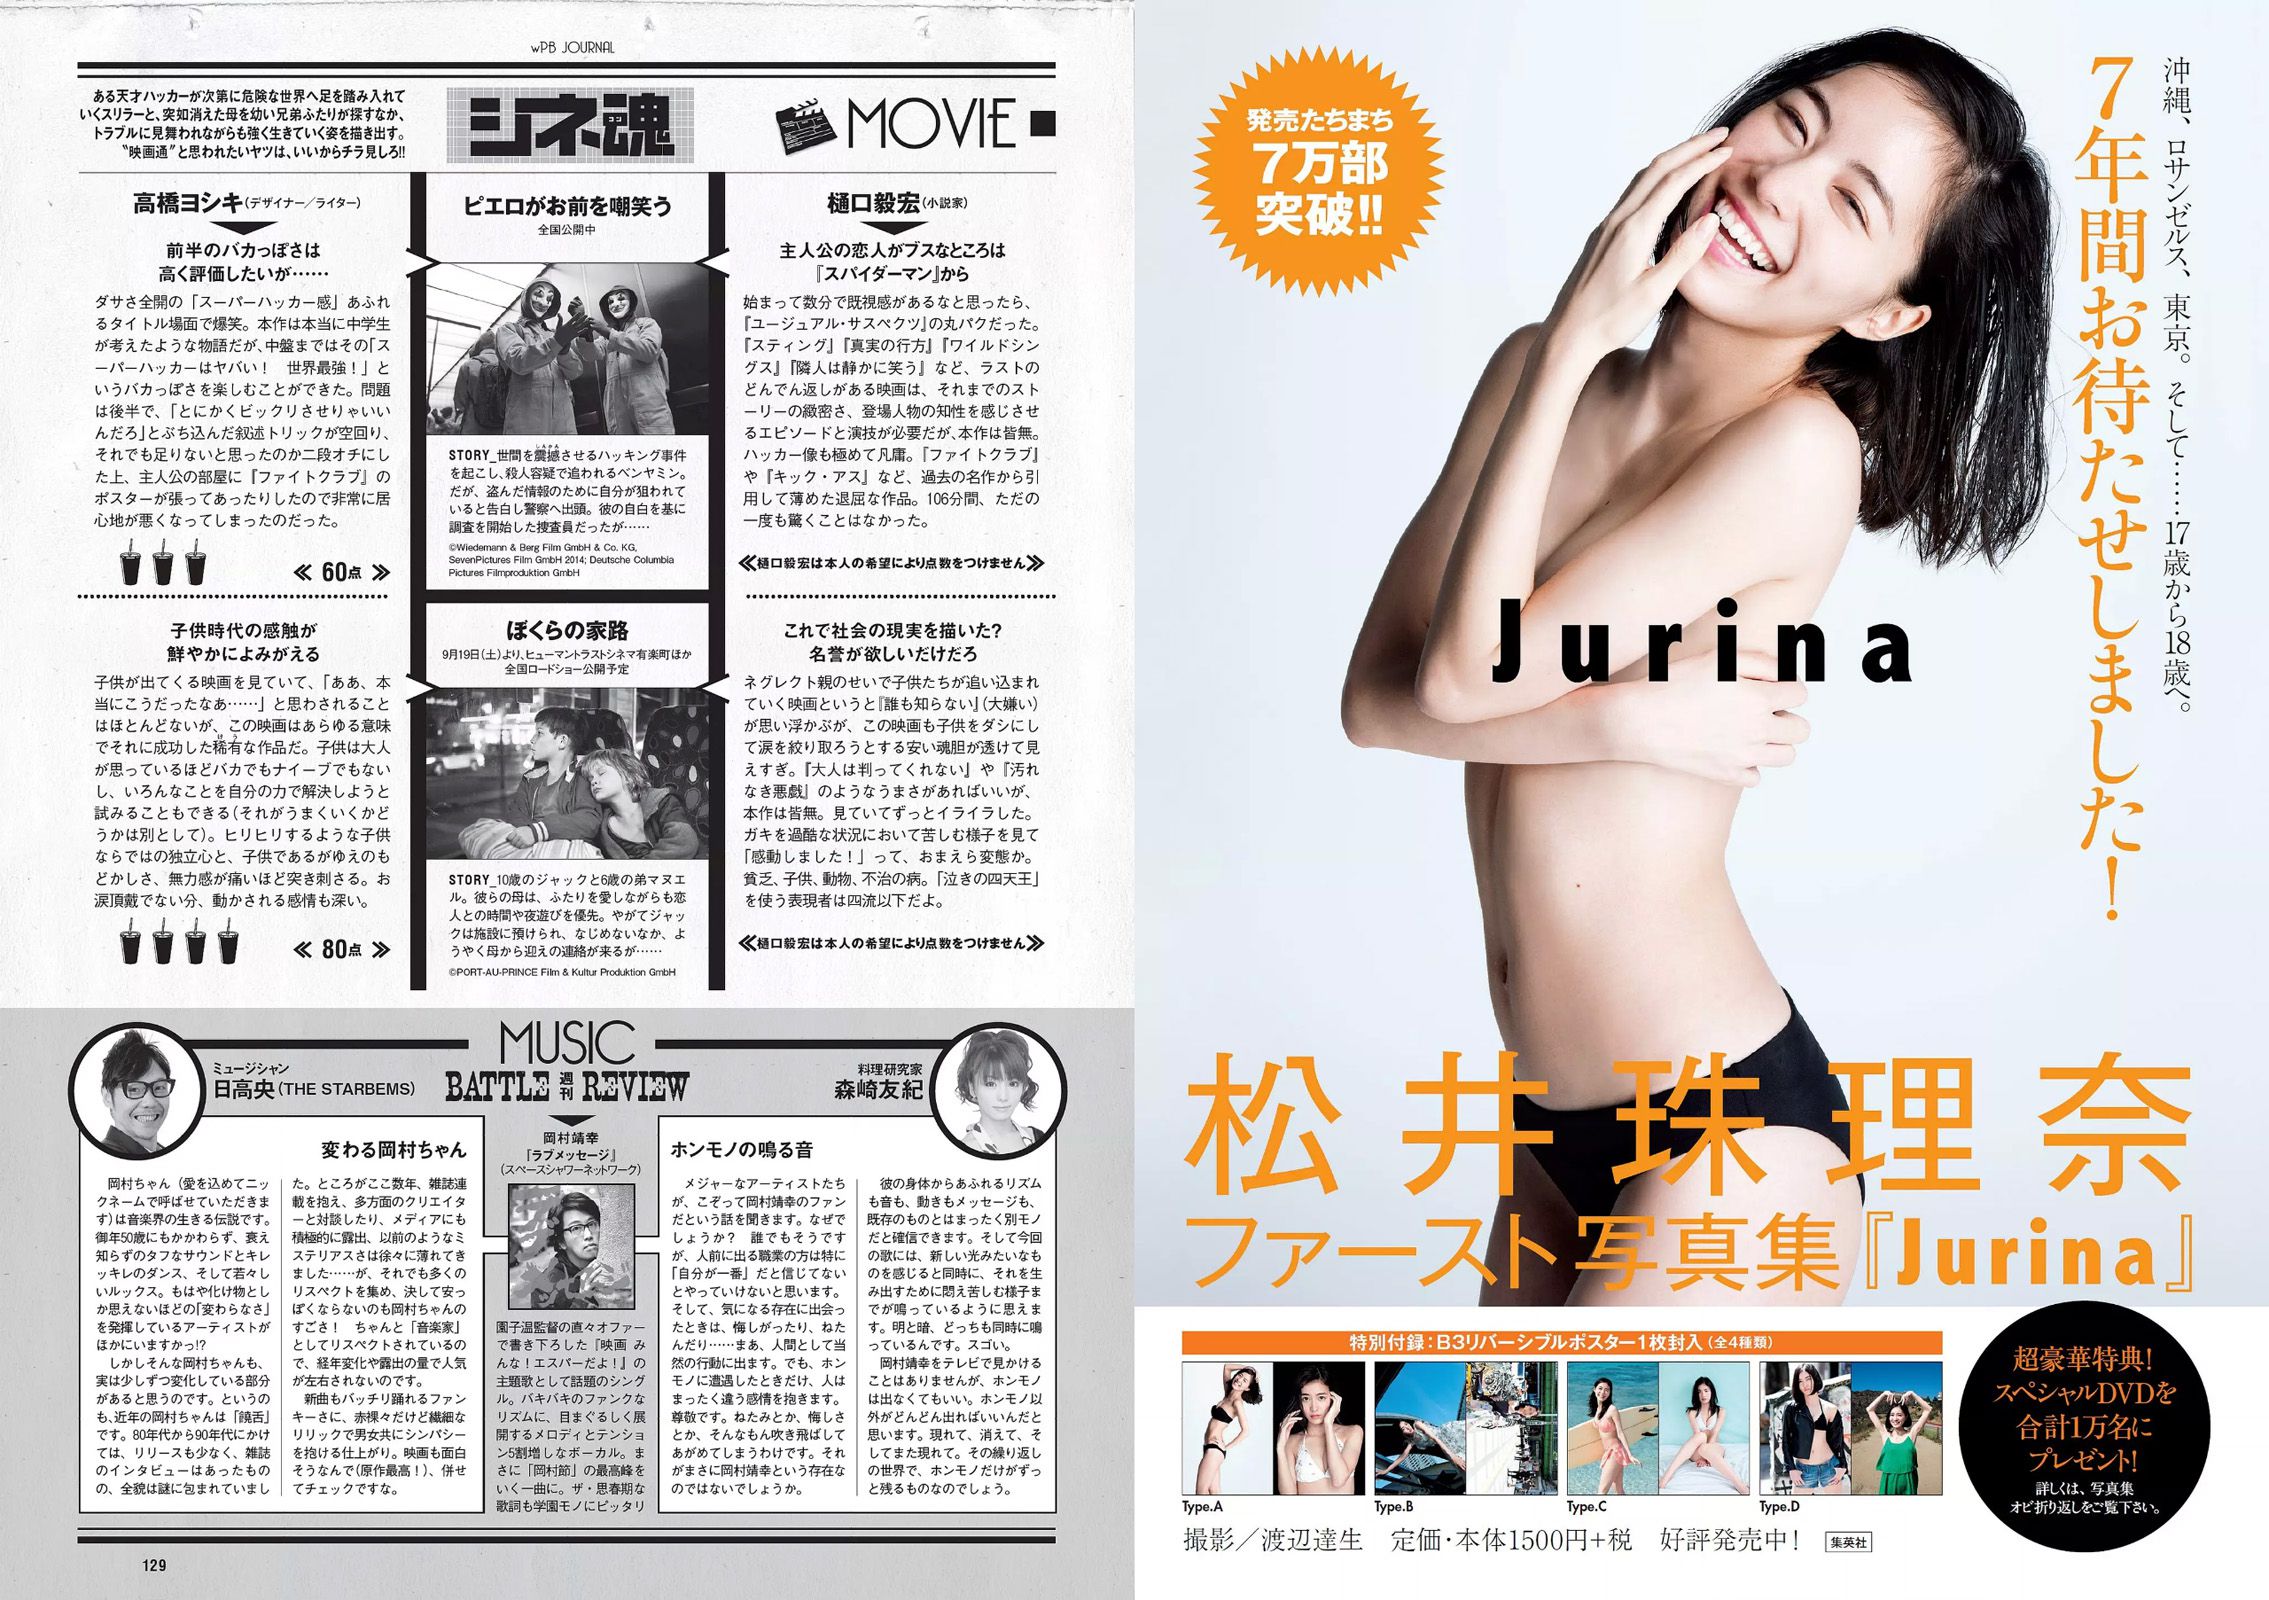 wPB JOURNAL
ある天才ハッカーが次第に危険な世界へ足を踏み入れて
いくスリラーと、突如消えた母を幼い兄弟ふたりが探すなか、
トラブルに見舞われながらも強く生きていく姿を描き出す。
“映画通”と思われたいヤツは、いいからチラ見しろ!!
シネ魂
MOVIE
高橋ヨシキ(デザイナー／ライター)
前半のバカっぽさは
高く評価したいが……
ダサさ全開の「スーパーハッカー感」あふれ
るタイトル場面で爆笑。本作は本当に中学生
が考えたような物語だが、中盤まではその「ス
ーパーハッカーはヤバい！　世界最強！」と
いうバカっぽさを楽しむことができた。問題
は後半で、「とにかくビックリさせりゃいい
んだろ」とぶち込んだ叙述トリックが空回り、
それでも足りないと思ったのか二段オチにし
た上、主人公の部屋に『ファイトクラブ』の
ポスターが張ってあったりしたので非常に居
心地が悪くなってしまったのだった。
≪ 60点 ≫
ピエロがお前を嘲笑う
全国公開中
STORY_世間を震撼させるハッキング事件
を起こし、殺人容疑で追われるベンヤミン。
だが、盗んだ情報のために自分が狙われて
いると告白し警察へ出頭。彼の自白を基に
調査を開始した捜査員だったが……
©Wiedemann & Berg Film GmbH & Co. KG,
SevenPictures Film GmbH 2014; Deutsche Columbia
Pictures Filmproduktion GmbH
樋口毅宏(小説家)
主人公の恋人がブスなところは
『スパイダーマン』から
始まって数分で既視感があるなと思ったら、
『ユージュアル・サスペクツ』の丸パクだった。
『スティング』『真実の行方』『ワイルドシン
グス』『隣人は静かに笑う』など、ラストの
どんでん返しがある映画は、それまでのスト
ーリーの緻密さ、登場人物の知性を感じさせ
るエピソードと演技が必要だが、本作は皆無。
ハッカー像も極めて凡庸。『ファイトクラブ』
や『キック・アス』など、過去の名作から引
用して薄めた退屈な作品。106分間、ただの
一度も驚くことはなかった。
≪樋口毅宏は本人の希望により点数をつけません≫
子供時代の感触が
鮮やかによみがえる
子供が出てくる映画を見ていて、「ああ、本
当にこうだったなあ……」と思わされること
はほとんどないが、この映画はあらゆる意味
でそれに成功した稀有な作品だ。子供は大人
が思っているほどバカでもナイーブでもない
し、いろんなことを自分の力で解決しようと
試みることもできる（それがうまくいくかど
うかは別として）。ヒリヒリするような子供
ならではの独立心と、子供であるがゆえのも
どかしさ、無力感が痛いほど突き刺さる。お
涙頂戴でない分、動かされる感情も深い。
≪ 80点 ≫
ぼくらの家路
9月19日(土)より、ヒューマントラストシネマ有楽町ほか
全国ロードショー公開予定
STORY_10歳のジャックと6歳の弟マヌエ
ル。彼らの母は、ふたりを愛しながらも恋
人との時間や夜遊びを優先。やがてジャッ
クは施設に預けられ、なじめないなか、よ
うやく母から迎えの連絡が来るが……
©PORT-AU-PRINCE Film & Kultur Produktion GmbH
これで社会の現実を描いた?
名誉が欲しいだけだろ
ネグレクト親のせいで子供たちが追い込まれ
ていく映画というと『誰も知らない』(大嫌い)
が思い浮かぶが、この映画も子供をダシにし
て涙を絞り取ろうとする安い魂胆が透けて見
えすぎ。『大人は判ってくれない』や『汚れ
なき悪戯』のようなうまさがあればいいが、
本作は皆無。見ていてずっとイライラした。
ガキを過酷な状況において苦しむ様子を見て
「感動しました！」って、おまえら変態か。
貧乏、子供、動物、不治の病。「泣きの四天王」
を使う表現者は四流以下だよ。
≪樋口毅宏は本人の希望により点数をつけません≫
MUSIC
BATTLE 週刊 REVIEW
ミュージシャン
日高央(THE STARBEMS)
変わる岡村ちゃん
岡村ちゃん（愛を込めてニッ
クネームで呼ばせていただきま
す)は音楽界の生きる伝説です。
御年50歳にもかかわらず、衰え
知らずのタフなサウンドとキレ
ッキレのダンス、そして若々し
いルックス。もはや化け物とし
か思えないほどの「変わらなさ」
を発揮しているアーティストが
ほかにいますかっ!?
しかしそんな岡村ちゃんも、
実は少しずつ変化している部分
があると思うのです。というの
も、近年の岡村ちゃんは「饒舌」
です。80年代から90年代にかけ
ては、リリースも少なく、雑誌
のインタビューはあったもの
の、全貌は謎に包まれていまし
た。ところがここ数年、雑誌連
載を抱え、多方面のクリエイタ
ーと対談したり、メディアにも
積極的に露出、以前のようなミ
ステリアスさは徐々に薄れてき
ました……が、それでも多くの
リスペクトを集め、決して安っ
ぽくならないのも岡村ちゃんの
すごさ！　ちゃんと「音楽家」
としてリスペクトされているの
で、経年変化や露出の量で人気
が左右されないのです。
新曲もバッチリ踊れるファン
キーさに、赤裸々だけど繊細な
リリックで男女共にシンパシー
を抱ける仕上がり。映画も面白
そうなんで(原作最高！)、併せ
てチェックですな。
岡村靖幸
『ラブメッセージ』
(スペースシャワーネットワーク)
園子温監督の直々オファー
で書き下ろした『映画 み
んな！エスパーだよ！』の
主題歌として話題のシング
ル。バキバキのファンクな
リズムに、目まぐるしく展
開するメロディとテンショ
ン5割増しなボーカル。ま
さに「岡村節」の最高峰を
いく一曲に。ザ・思春期な
歌詞も学園モノにピッタリ
料理研究家
森崎友紀
ホンモノの鳴る音
メジャーなアーティストたち
が、こぞって岡村靖幸のファン
だという話を聞きます。なぜで
しょうか？　誰でもそうです
が、人前に出る職業の方は特に
「自分が一番」だと信じてない
とやっていけないと思います。
そして、気になる存在に出会っ
たときは、悔しがったり、ねた
んだり……まあ、人間として当
然の行動に出ます。でも、ホン
モノに遭遇したときだけ、人は
まったく違う感情を抱きます。
尊敬です。ねたみとか、悔しさ
とか、そんなもん吹き飛ばして
あがめてしまうわけです。それ
がまさに岡村靖幸という存在な
のではないでしょうか。
彼の身体からあふれるリズム
も音も、動きもメッセージも、
既存のものとはまったく別モノ
だと確信できます。そして今回
の歌には、新しい光みたいなも
のを感じると同時に、それを生
み出すために悶え苦しむ様子ま
でが鳴っているように思えま
す。明と暗、どっちも同時に鳴
っているんです。スゴい。
岡村靖幸をテレビで見かける
ことはありませんが、ホンモノ
は出なくてもいい。ホンモノ以
外がどんどん出ればいいんだと
思います。現れて、消えて、そ
してまた現れて。その繰り返し
の世界で、ホンモノだけがずっ
と残るものなのでしょう。
129
発売たちまち
7万部
突破!!
沖縄、ロサンゼルス、東京。そして……17歳から18歳へ。
7年間お待たせしました!
Jurina
松井珠理奈
ファースト写真集『Jurina』
特別付録：B3リバーシブルポスター1枚封入(全4種類)
Type.A
Type.B
Type.C
Type.D
超豪華特典!
スペシャルDVDを
合計1万名に
プレゼント!
詳しくは、写真集
オビ折り返しをご覧下さい。
撮影／渡辺達生　定価・本体1500円+税　好評発売中!　集英社